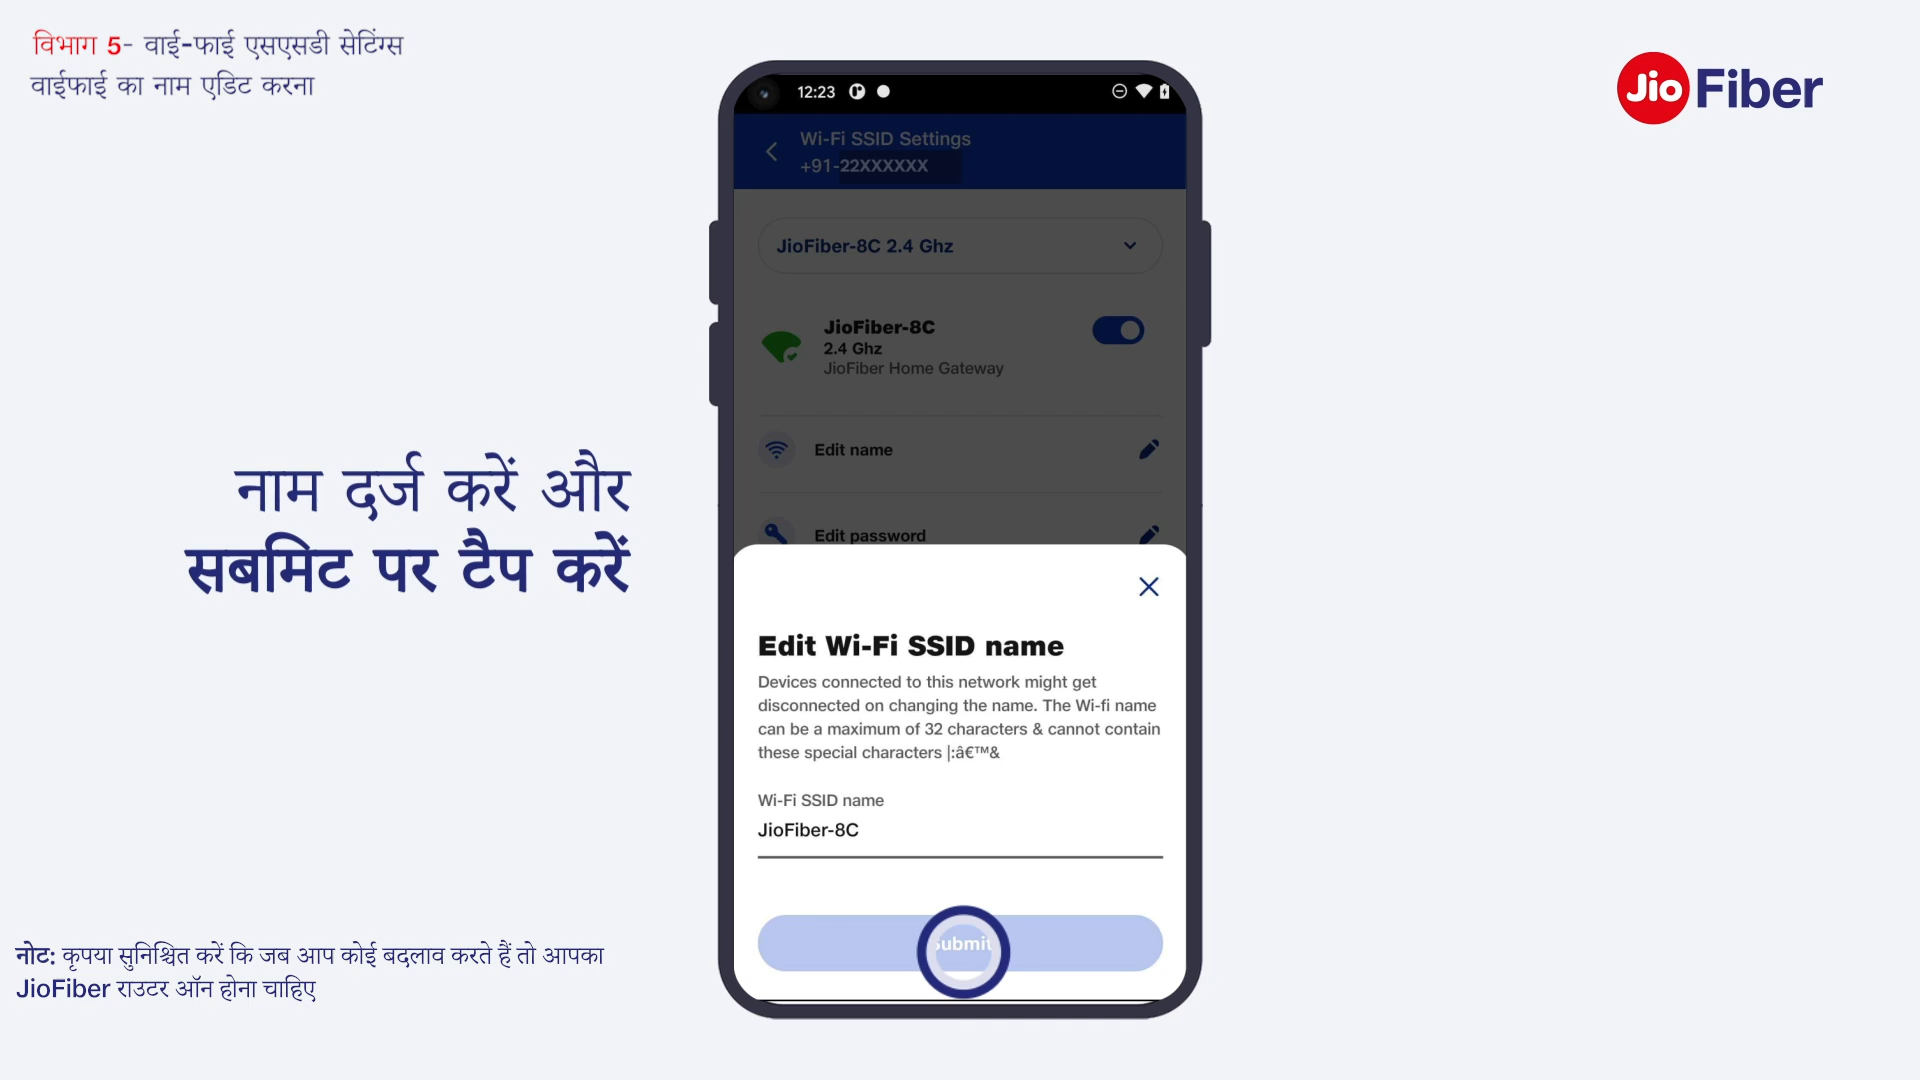 विभाग 5- वाई-फाई एसएसडी सेटिंग्स
वाईफाई का नाम एडिट करना
Jio Fiber
नाम दर्ज करें और
सबमिट पर टैप करें
12:23
Wi-Fi SSID Settings
+91-22XXXXXX
JioFiber-8C 2.4 Ghz
JioFiber-8C
2.4 Ghz
JioFiber Home Gateway
Edit name
Edit password
Edit Wi-Fi SSID name
Devices connected to this network might get
disconnected on changing the name. The Wi-fi name
can be a maximum of 32 characters & cannot contain
these special characters |:â€™&
Wi-Fi SSID name
JioFiber-8C
Submit
नोट: कृपया सुनिश्चित करें कि जब आप कोई बदलाव करते हैं तो आपका
JioFiber राउटर ऑन होना चाहिए